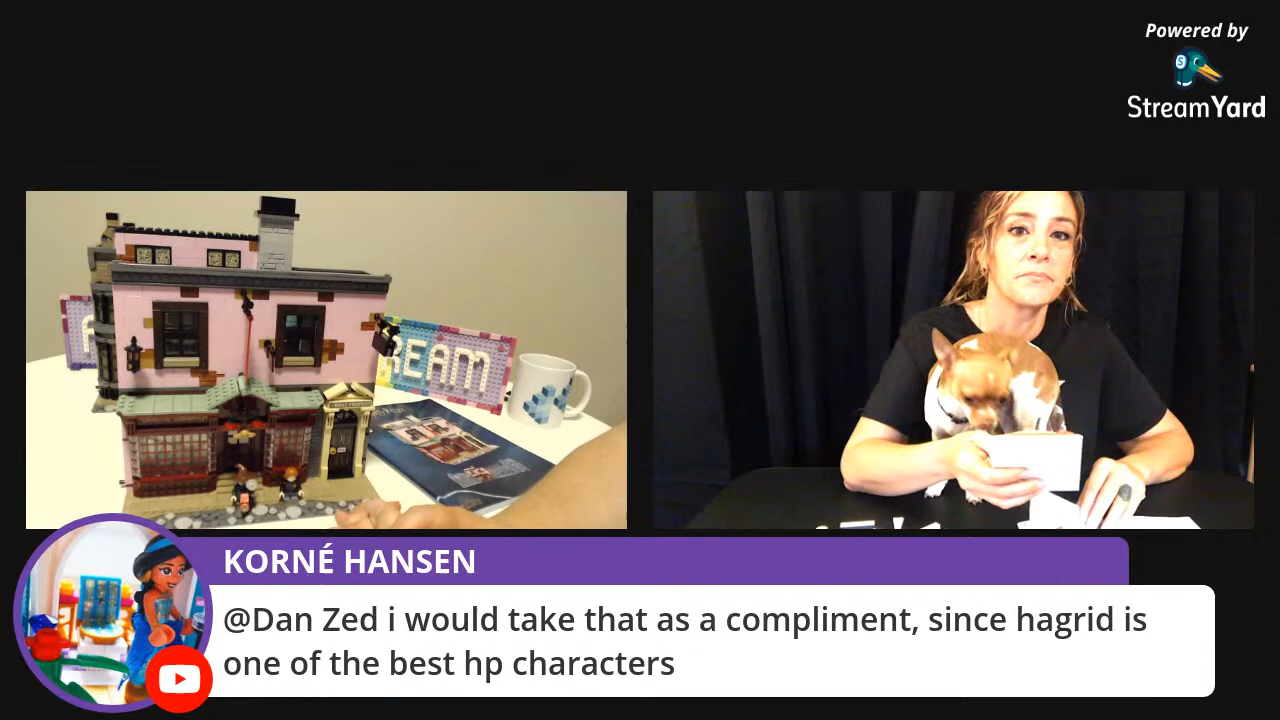 Powered by
StreamYard
REAM
KORNÉ HANSEN
@Dan Zed i would take that as a compliment, since hagrid is
one of the best hp characters